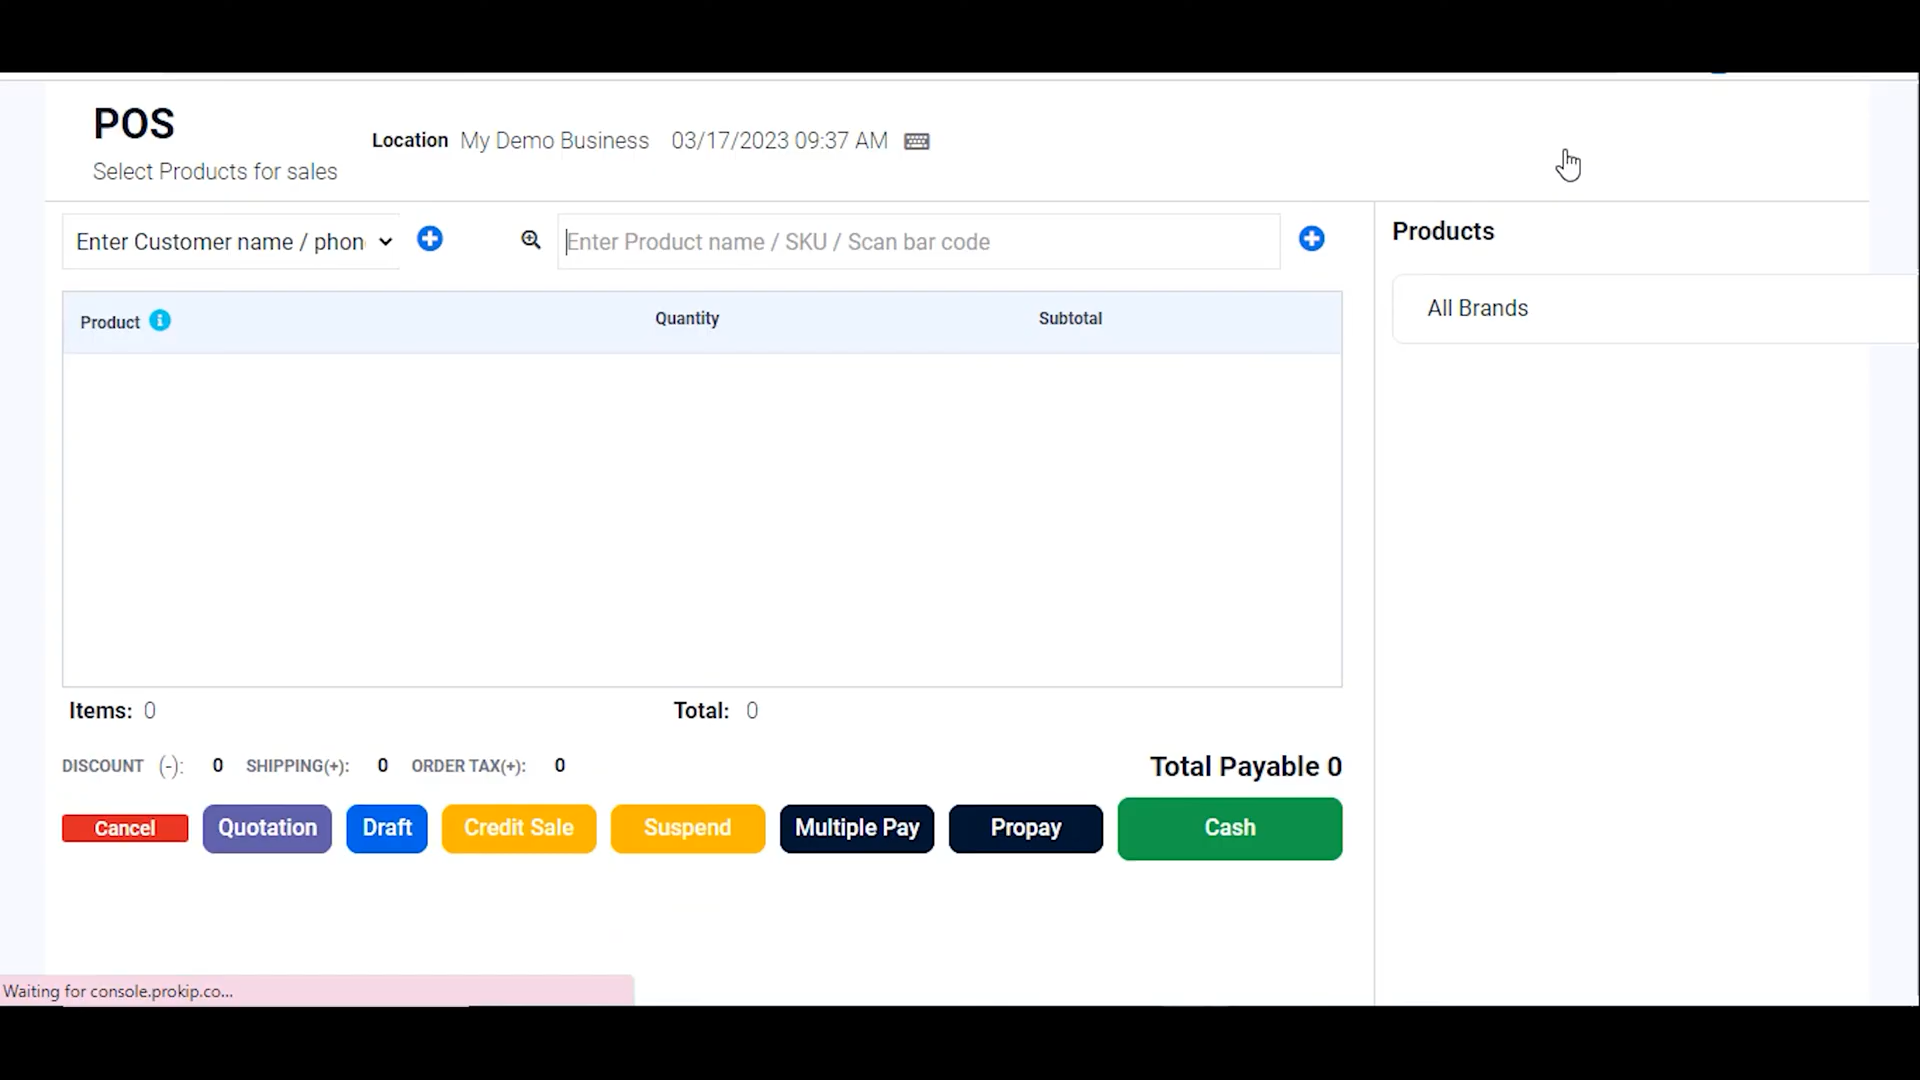 POS
Select Products for sales
Location My Demo Business 03/17/2023 09:37 AM
Enter Customer name / phon
Enter Product name / SKU / Scan bar code
Products
All Brands
Product Quantity Subtotal
Items: 0 Total: 0
DISCOUNT (-): 0 SHIPPING(+): 0 ORDER TAX(+): 0 Total Payable 0
Cancel Quotation Draft Credit Sale Suspend Multiple Pay Propay Cash
Waiting for console.prokip.co...